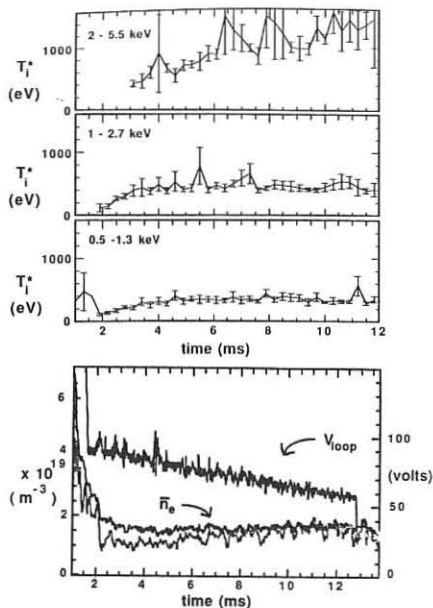 2 - 5.5 keV
1000
T_i^*
(eV)
0
1 - 2.7 keV
1000
T_i^*
(eV)
0
0.5 -1.3 keV
1000
T_i^*
(eV)
0
2 4 6 8 10 12
time (ms)
6
4
x 10^19
(m^-3)
2
0
V_loop
n̄_e
100
(volts)
50
0
2 4 6 8 10 12
time (ms)